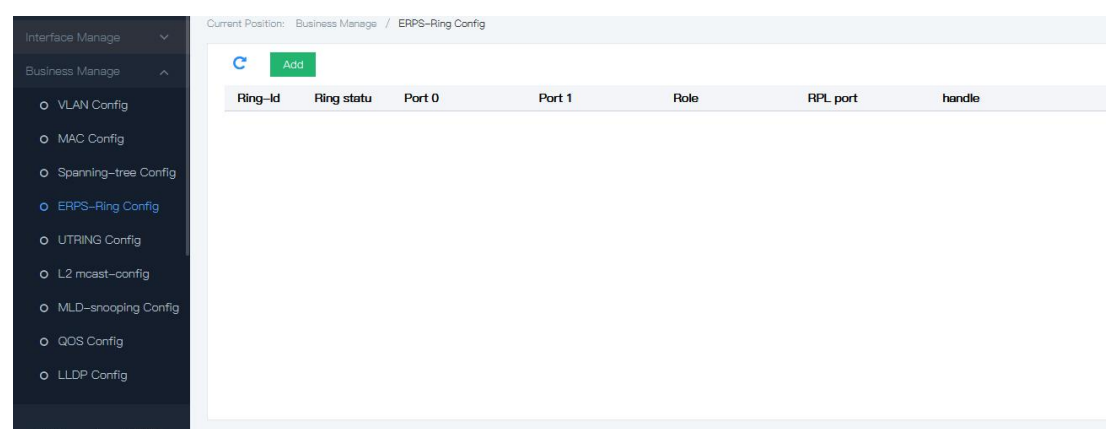 Current Position: Business Manage / ERPS-Ring Config
Interface Manage
Business Manage
VLAN Config
MAC Config
Spanning-tree Config
ERPS-Ring Config
UTRING Config
L2 mcast-config
MLD-snooping Config
QOS Config
LLDP Config
Add
Ring-Id Ring statu Port 0 Port 1 Role RPL port handle